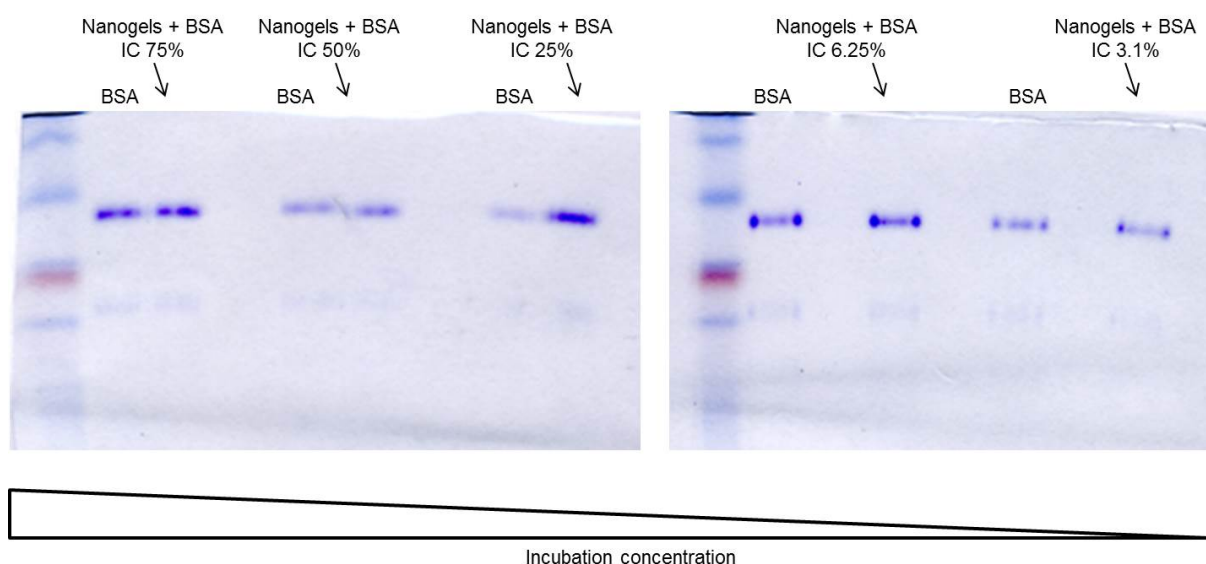 Nanogels + BSA
IC 75%
Nanogels + BSA
IC 50%
Nanogels + BSA
IC 25%
Nanogels + BSA
IC 6.25%
Nanogels + BSA
IC 3.1%
BSA
BSA
BSA
BSA
BSA
Incubation concentration